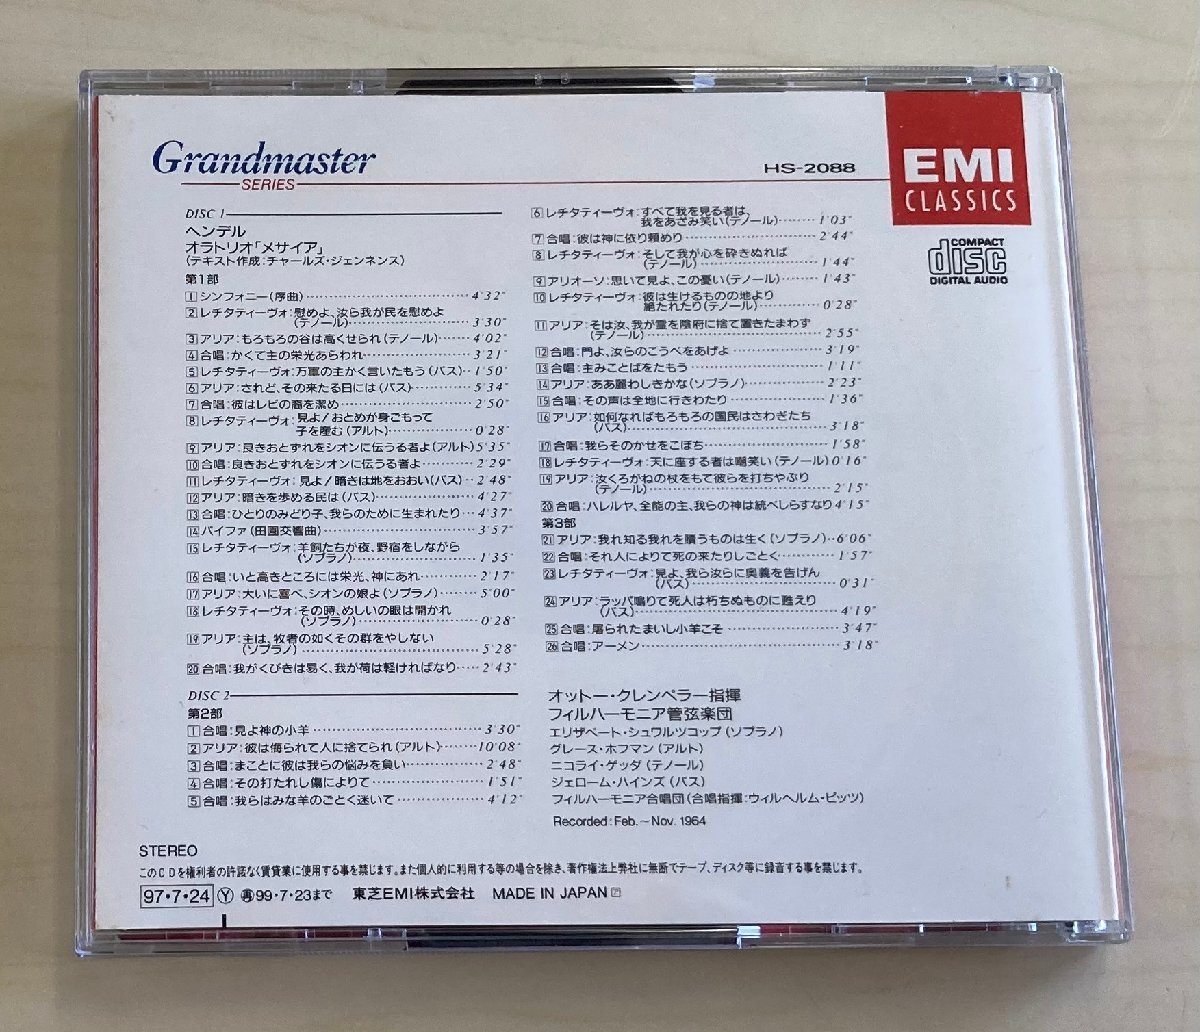 Grandmaster
SERIES
HS-2088
EMI
CLASSICS
COMPACT
disc
DIGITAL AUDIO
DISC 1
ヘンデル
オラトリオ「メサイア」
(テキスト作成:チャールズ・ジェンネンス)
第1部
1 シンフォニー(序曲) 4'32"
2 レチタティーヴォ:慰めよ、汝ら我が民を慰めよ
(テノール) 3'30"
3 アリア:もろもろの谷は高くせられ(テノール) 4'02"
4 合唱:かくて主の栄光あらわれ 3'21"
5 レチタティーヴォ:万軍の主かく言いたもう(バス) 1'50"
6 アリア:されど、その来たる日には(バス) 5'34"
7 合唱:彼はレビの裔を潔め 2'50"
8 レチタティーヴォ:見よ!おとめが身ごもって
子を産む(アルト) 0'28"
9 アリア:良きおとずれをシオンに伝うる者よ(アルト) 5'35"
10 合唱:良きおとずれをシオンに伝うる者よ 2'29"
11 レチタティーヴォ:見よ!暗きは地をおおい(バス) 2'48"
12 アリア:暗きを歩める民は(バス) 4'27"
13 合唱:ひとりのみどり子、我らのために生まれたり 4'37"
14 パイファ(田園交響曲) 3'57"
15 レチタティーヴォ:羊飼たちが夜、野宿をしながら
(ソプラノ) 1'35"
16 合唱:いと高きところには栄光、神にあれ 2'17"
17 アリア:大いに喜べ、シオンの娘よ(ソプラノ) 5'00"
18 レチタティーヴォ:その時、めしいの眼は開かれ
(ソプラノ) 0'28"
19 アリア:主は、牧者の如くその群をやしない
(ソプラノ) 5'28"
20 合唱:我がくびきは易く、我が荷は軽ければなり 2'43"
DISC 2
第2部
1 合唱:見よ神の小羊 3'30"
2 アリア:彼は侮られて人に捨てられ(アルト) 10'08"
3 合唱:まことに彼は我らの悩みを負い 2'48"
4 合唱:その打たれし傷によりて 1'51"
5 合唱:我らはみな羊のごとく迷いて 4'12"
6 レチタティーヴォ:すべて我を見る者は
我をあざみ笑い(テノール) 1'03"
7 合唱:彼は神に依り頼めり 2'44"
8 レチタティーヴォ:そして我が心を砕きぬれば
(テノール) 1'44"
9 アリオーソ:思いて見よ、この憂い(テノール) 1'43"
10 レチタティーヴォ:彼は生けるものの地より
絶たれたり(テノール) 0'28"
11 アリア:そは汝、我が霊を陰府に捨て置きたまわず
(テノール) 2'55"
12 合唱:門よ、汝らのこうべをあげよ 3'19"
13 合唱:主みことばをたもう 1'11"
14 アリア:ああ麗わしきかな(ソプラノ) 2'23"
15 合唱:その声は全地に行きわたり 1'36"
16 アリア:如何なればもろもろの国民はさわぎたち
(バス) 3'18"
17 合唱:我らそのかせをこぼち 1'58"
18 レチタティーヴォ:天に座する者は嘲笑い(テノール) 0'16"
19 アリア:汝くろがねの杖をもて彼らを打ちやぶり
(テノール) 2'15"
20 合唱:ハレルヤ、全能の主、我らの神は統べしらすなり 4'15"
第3部
21 アリア:我れ知る我れを贖うものは生く(ソプラノ) 6'06"
22 合唱:それ人によりて死の来たりしごとく 1'57"
23 レチタティーヴォ:見よ、我ら汝らに奥義を告げん
(バス) 0'31"
24 アリア:ラッパ鳴りて死人は朽ちぬものに甦えり
(バス) 4'19"
25 合唱:屠られたまいし小羊こそ 3'47"
26 合唱:アーメン 3'18"
オットー・クレンペラー指揮
フィルハーモニア管弦楽団
エリザベート・シュワルツコップ(ソプラノ)
グレース・ホフマン(アルト)
ニコライ・ゲッダ(テノール)
ジェローム・ハインズ(バス)
フィルハーモニア合唱団(合唱指揮:ウィルヘルム・ピッツ)
Recorded: Feb.〜Nov. 1964
STEREO
このCDを権利者の許諾なく賃貸業に使用する事を禁じます。また個人的に利用する等の場合を除き、著作権法上弊社に無断でテープ、ディスク等に録音する事を禁じます。
97・7・24 Ⓨ 再99・7・23まで 東芝EMI株式会社 MADE IN JAPAN